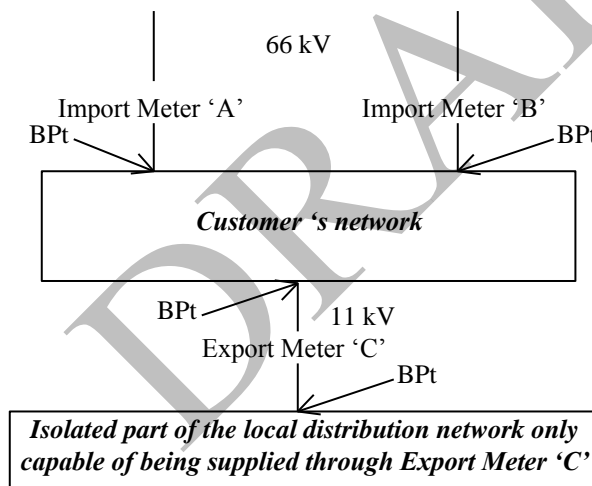 66 kV
Import Meter ‘A’ Import Meter ‘B’
BPt BPt
Customer ‘s network
BPt
11 kV
Export Meter ‘C’
BPt
Isolated part of the local distribution network only
capable of being supplied through Export Meter ‘C’